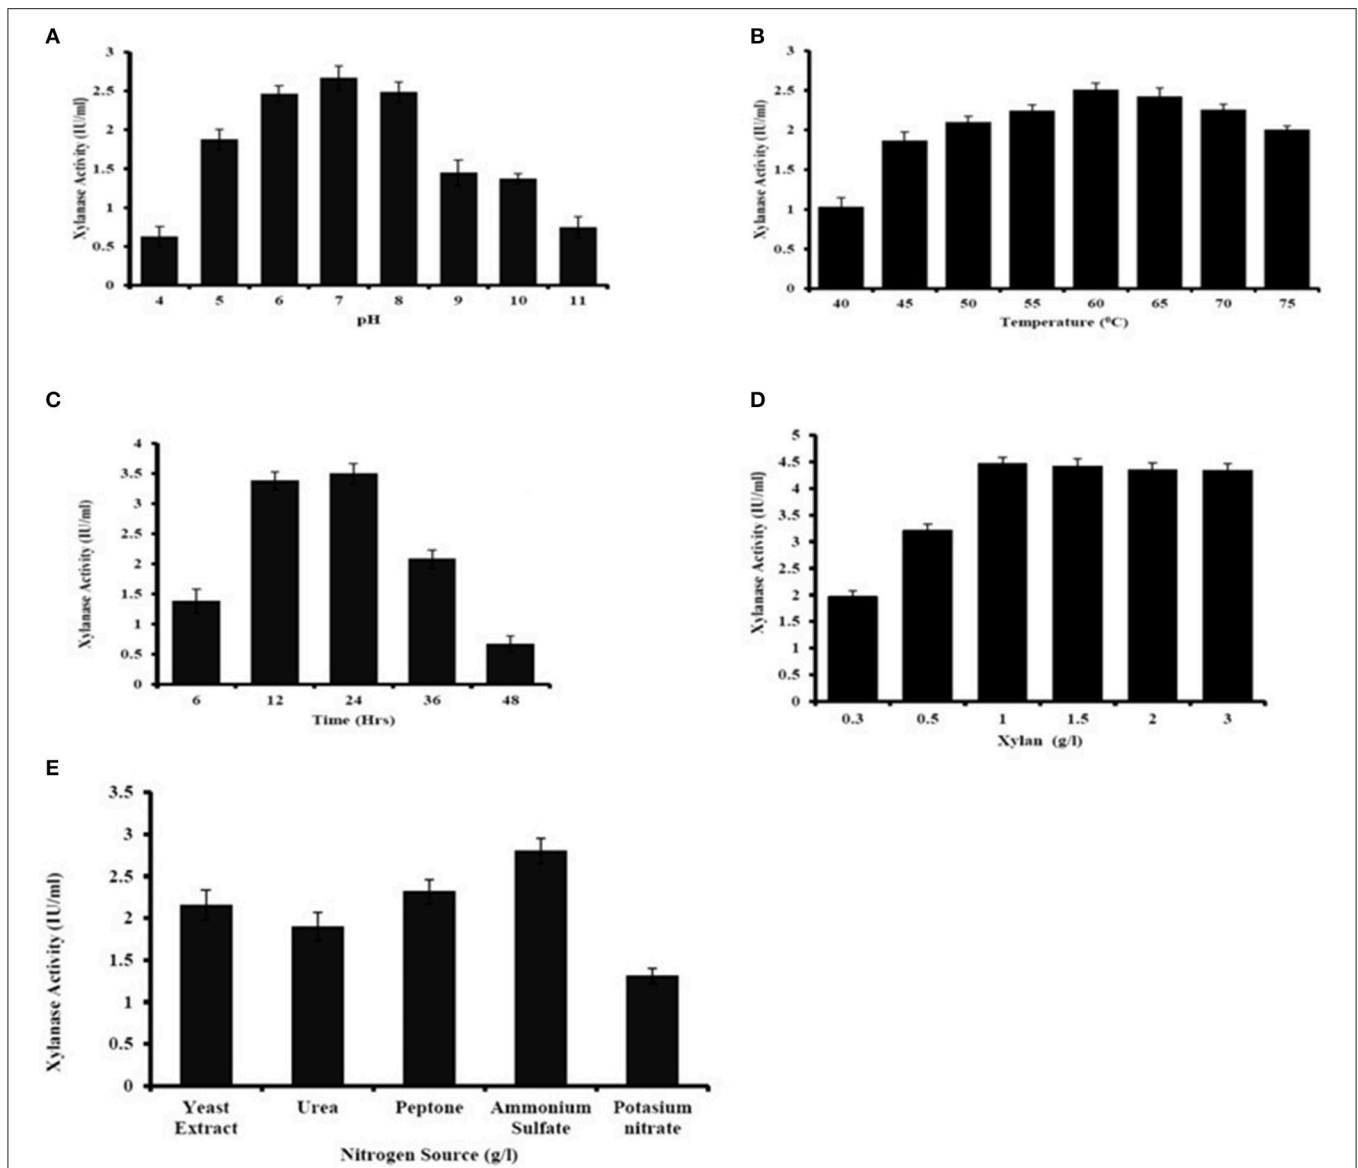 A
3
2.5
2
1.5
1
0.5
0
Xylanase Activity (IU/ml)
4 5 6 7 8 9 10 11
pH
B
3
2.5
2
1.5
1
0.5
0
Xylanase Activity (IU/ml)
40 45 50 55 60 65 70 75
Temperature (⁰C)
C
4
3.5
3
2.5
2
1.5
1
0.5
0
Xylanase Activity (IU/ml)
6 12 24 36 48
Time (Hrs)
D
5
4.5
4
3.5
3
2.5
2
1.5
1
0.5
0
Xylanase Activity (IU/ml)
0.3 0.5 1 1.5 2 3
Xylan (g/l)
E
3.5
3
2.5
2
1.5
1
0.5
0
Xylanase Activity (IU/ml)
Yeast Urea Peptone Ammonium Potasium
Extract Sulfate nitrate
Nitrogen Source (g/l)